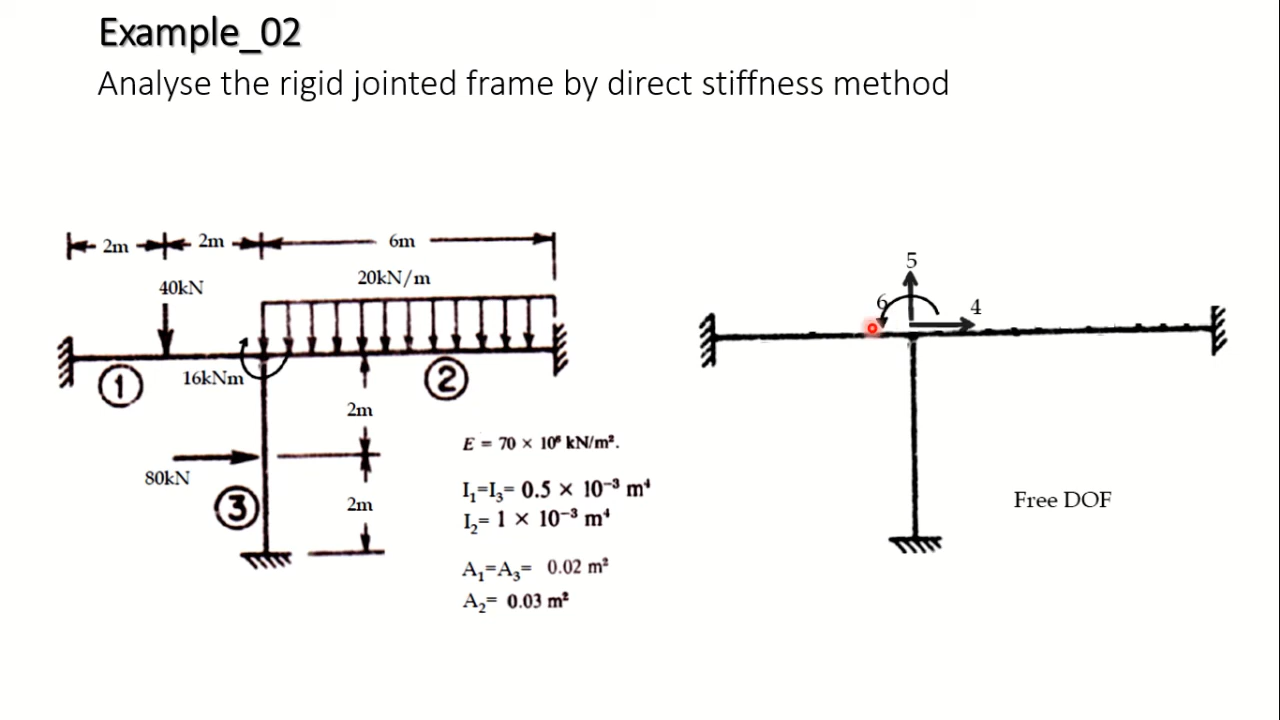 Example_02
Analyse the rigid jointed frame by direct stiffness method
2m 2m 6m
40kN 20kN/m
16kNm
1 2
2m
80kN
3
2m
E = 70 × 10⁶ kN/m².
I₁=I₃= 0.5 × 10⁻³ m⁴
I₂= 1 × 10⁻³ m⁴
A₁=A₃= 0.02 m²
A₂= 0.03 m²
5
6 4
Free DOF